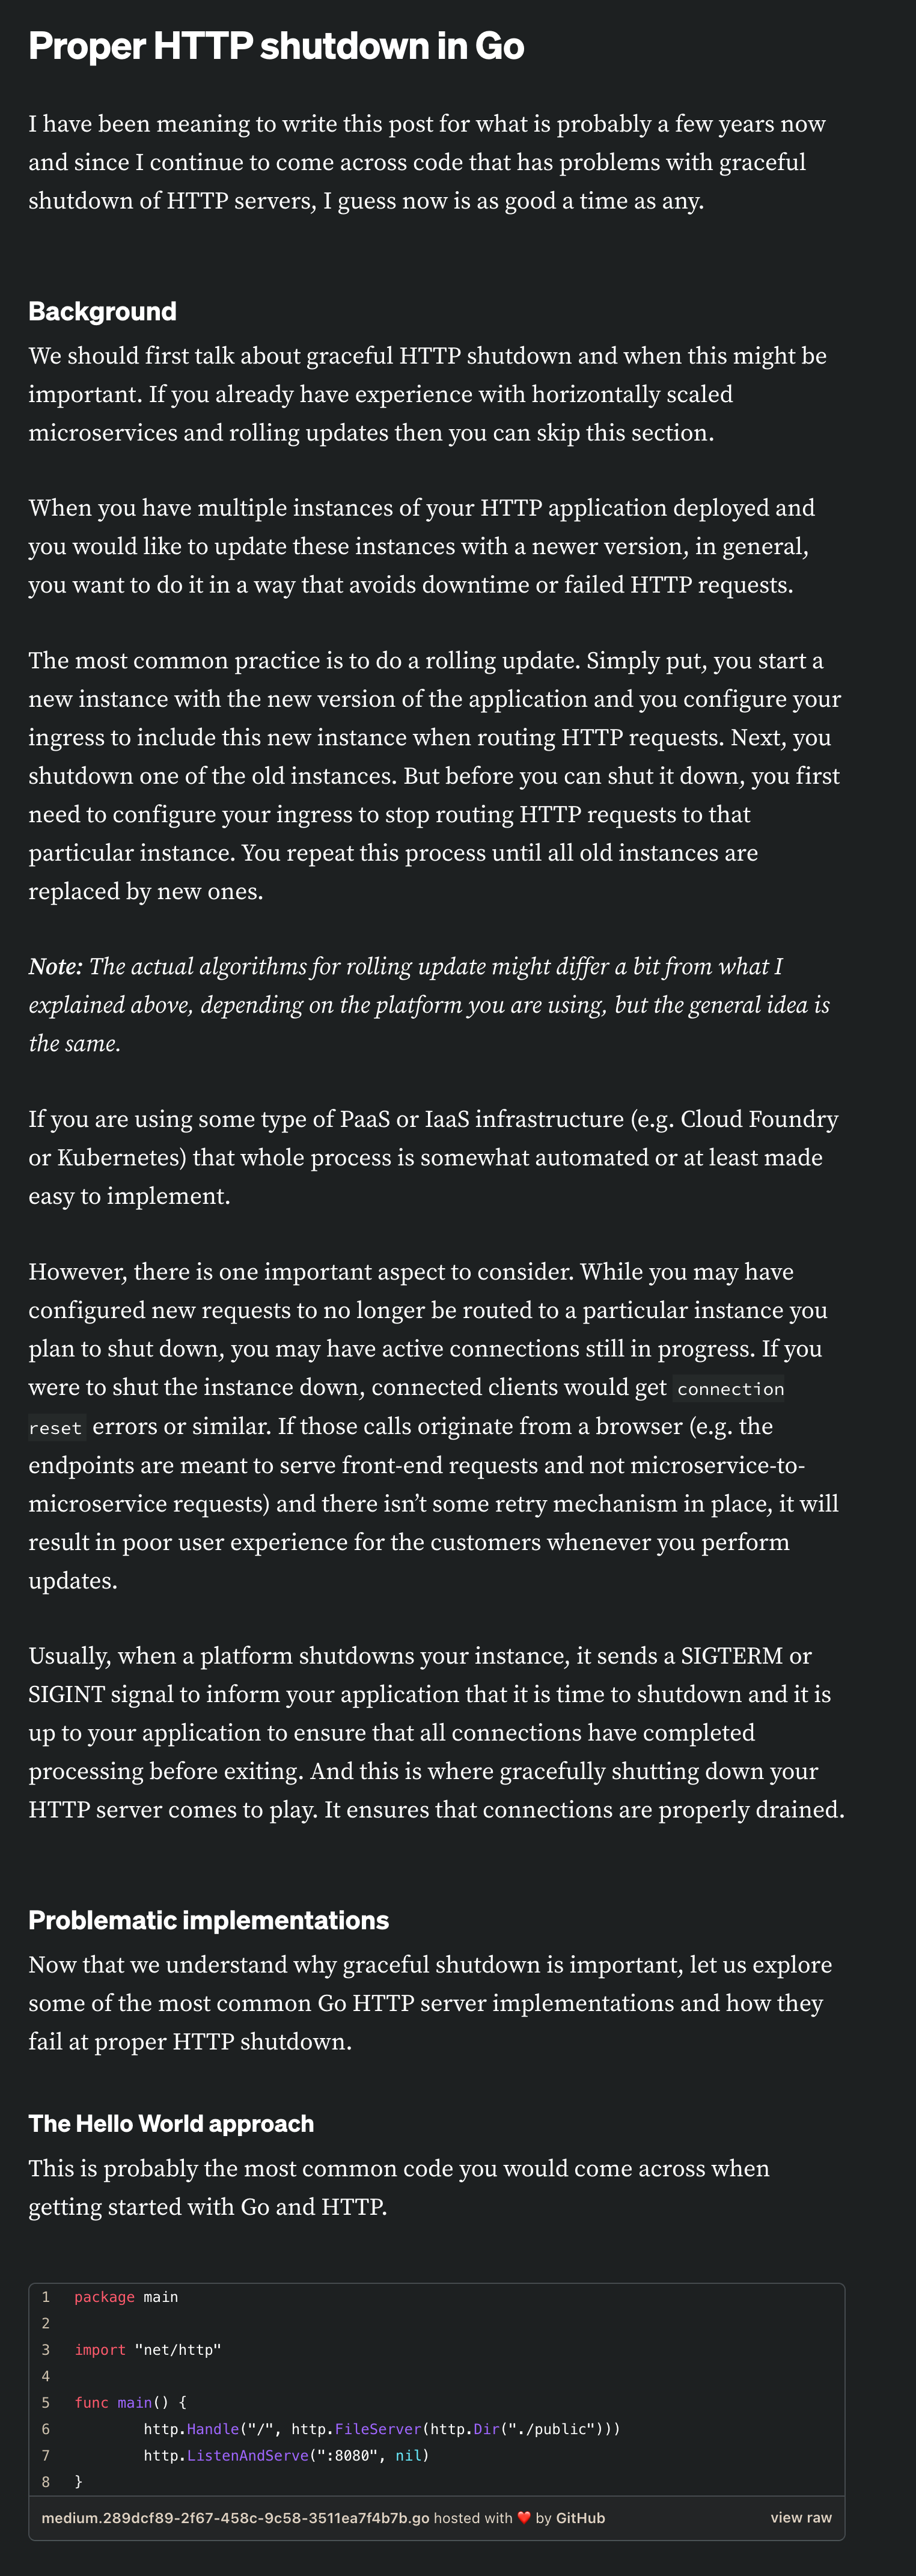 Proper HTTP shutdown in Go
I have been meaning to write this post for what is probably a few years now
and since I continue to come across code that has problems with graceful
shutdown of HTTP servers, I guess now is as good a time as any.
Background
We should first talk about graceful HTTP shutdown and when this might be
important. If you already have experience with horizontally scaled
microservices and rolling updates then you can skip this section.
When you have multiple instances of your HTTP application deployed and
you would like to update these instances with a newer version, in general,
you want to do it in a way that avoids downtime or failed HTTP requests.
The most common practice is to do a rolling update. Simply put, you start a
new instance with the new version of the application and you configure your
ingress to include this new instance when routing HTTP requests. Next, you
shutdown one of the old instances. But before you can shut it down, you first
need to configure your ingress to stop routing HTTP requests to that
particular instance. You repeat this process until all old instances are
replaced by new ones.
Note: The actual algorithms for rolling update might differ a bit from what I
explained above, depending on the platform you are using, but the general idea is
the same.
If you are using some type of PaaS or IaaS infrastructure (e.g. Cloud Foundry
or Kubernetes) that whole process is somewhat automated or at least made
easy to implement.
However, there is one important aspect to consider. While you may have
configured new requests to no longer be routed to a particular instance you
plan to shut down, you may have active connections still in progress. If you
were to shut the instance down, connected clients would get connection
reset errors or similar. If those calls originate from a browser (e.g. the
endpoints are meant to serve front-end requests and not microservice-to-
microservice requests) and there isn’t some retry mechanism in place, it will
result in poor user experience for the customers whenever you perform
updates.
Usually, when a platform shutdowns your instance, it sends a SIGTERM or
SIGINT signal to inform your application that it is time to shutdown and it is
up to your application to ensure that all connections have completed
processing before exiting. And this is where gracefully shutting down your
HTTP server comes to play. It ensures that connections are properly drained.
Problematic implementations
Now that we understand why graceful shutdown is important, let us explore
some of the most common Go HTTP server implementations and how they
fail at proper HTTP shutdown.
The Hello World approach
This is probably the most common code you would come across when
getting started with Go and HTTP.
1 package main
2
3 import "net/http"
4
5 func main() {
6 http.Handle("/", http.FileServer(http.Dir("./public")))
7 http.ListenAndServe(":8080", nil)
8 }
medium.289dcf89-2f67-458c-9c58-3511ea7f4b7b.go hosted with ❤ by GitHub view raw